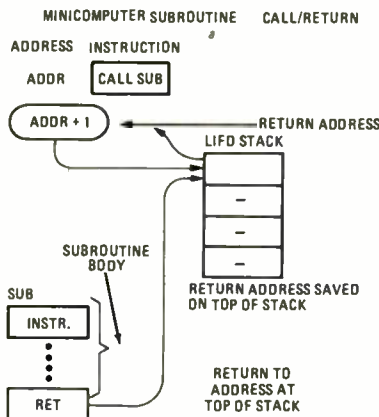 MINICOMPUTER SUBROUTINE CALL/RETURN
ADDRESS INSTRUCTION
ADDR CALL SUB
ADDR + 1
RETURN ADDRESS
LIFO STACK
–
–
–
SUBROUTINE
BODY
RETURN ADDRESS SAVED
ON TOP OF STACK
SUB
INSTR.
RET
RETURN TO
ADDRESS AT
TOP OF STACK